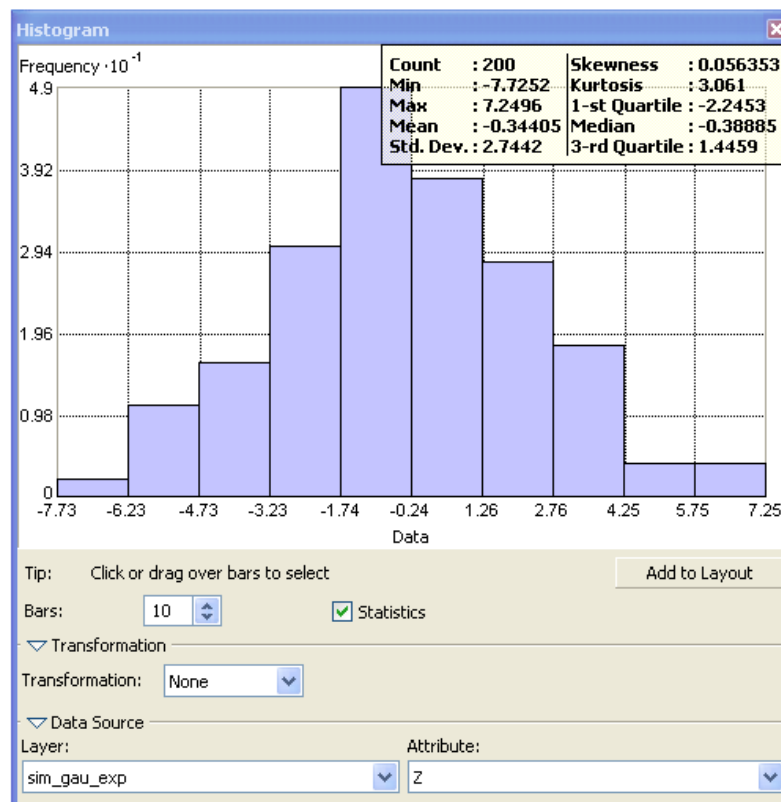 Histogram
Frequency · 10⁻¹
Count : 200 Skewness : 0.056353
Min : -7.7252 Kurtosis : 3.061
Max : 7.2496 1-st Quartile : -2.2453
Mean : -0.34405 Median : -0.38885
Std. Dev. : 2.7442 3-rd Quartile : 1.4459
4.9
3.92
2.94
1.96
0.98
0
-7.73 -6.23 -4.73 -3.23 -1.74 -0.24 1.26 2.76 4.25 5.75 7.25
Data
Tip: Click or drag over bars to select Add to Layout
Bars: 10 Statistics
Transformation
Transformation: None
Data Source
Layer: Attribute:
sim_gau_exp Z